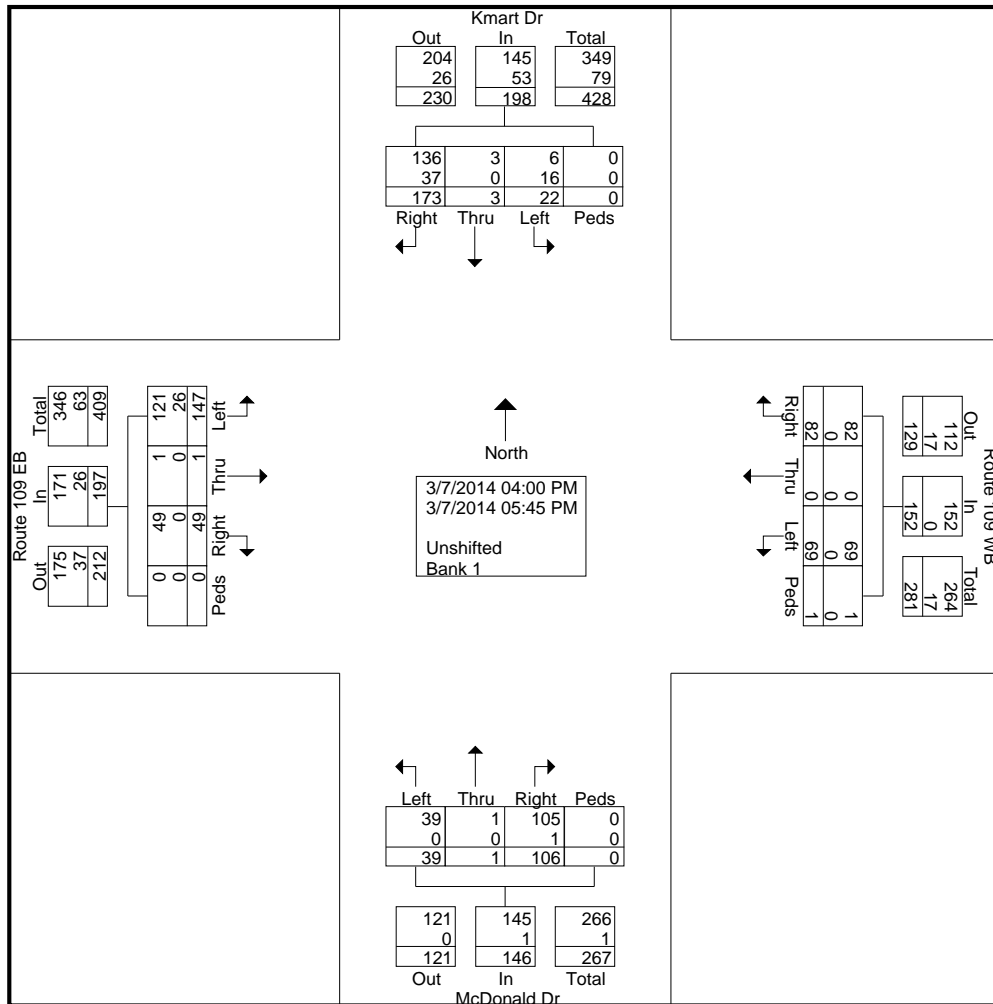 Kmart Dr
Out In Total
204 145 349
26 53 79
230 198 428
136 3 6 0
37 0 16 0
173 3 22 0
Right Thru Left Peds
Route 109 EB
Total In Out
346 171 175
63 26 37
409 197 212
121 1 49 0
26 0 0 0
147 1 49 0
Left Thru Right Peds
North
3/7/2014 04:00 PM
3/7/2014 05:45 PM
Unshifted
Bank 1
Route 109 WB
Out In Total
112 152 264
17 0 17
129 152 281
82 0 69 1
0 0 0 0
82 0 69 1
Right Thru Left Peds
Left Thru Right Peds
39 1 105 0
0 0 1 0
39 1 106 0
121 145 266
0 1 1
121 146 267
Out In Total
McDonald Dr